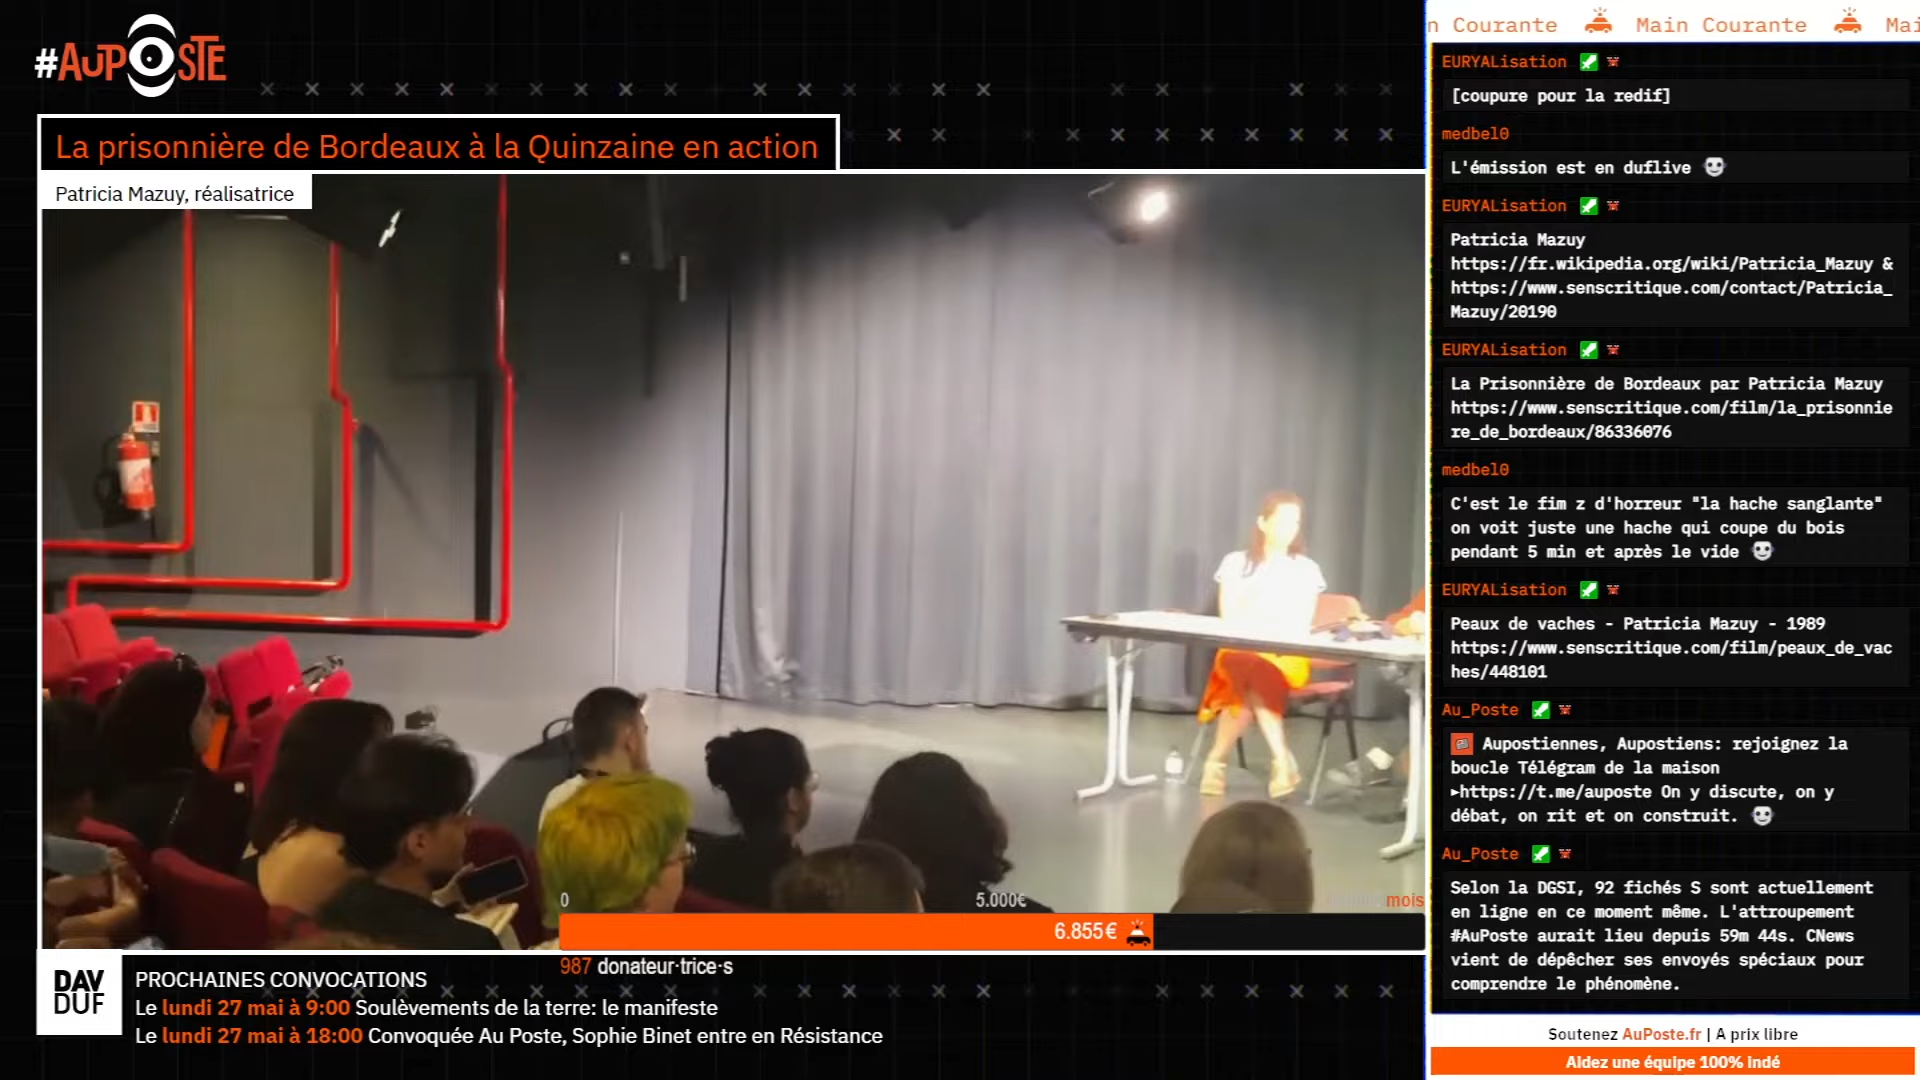 #AuPOSTE
La prisonnière de Bordeaux à la Quinzaine en action
Patricia Mazuy, réalisatrice
0
5.000€
mois
6.855€
987 donateur·trice·s
DAV
DUF
PROCHAINES CONVOCATIONS
Le lundi 27 mai à 9:00 Soulèvements de la terre: le manifeste
Le lundi 27 mai à 18:00 Convoquée Au Poste, Sophie Binet entre en Résistance
n Courante Main Courante Mai
EURYALisation
[coupure pour la redif]
medbel0
L'émission est en duflive
EURYALisation
Patricia Mazuy
https://fr.wikipedia.org/wiki/Patricia_Mazuy &
https://www.senscritique.com/contact/Patricia_
Mazuy/20190
EURYALisation
La Prisonnière de Bordeaux par Patricia Mazuy
https://www.senscritique.com/film/la_prisonnie
re_de_bordeaux/86336076
medbel0
C'est le fim z d'horreur "la hache sanglante"
on voit juste une hache qui coupe du bois
pendant 5 min et après le vide
EURYALisation
Peaux de vaches - Patricia Mazuy - 1989
https://www.senscritique.com/film/peaux_de_vac
hes/448101
Au_Poste
Aupostiennes, Aupostiens: rejoignez la
boucle Télégram de la maison
►https://t.me/auposte On y discute, on y
débat, on rit et on construit.
Au_Poste
Selon la DGSI, 92 fichés S sont actuellement
en ligne en ce moment même. L'attroupement
#AuPoste aurait lieu depuis 59m 44s. CNews
vient de dépêcher ses envoyés spéciaux pour
comprendre le phénomène.
Soutenez AuPoste.fr | A prix libre
Aidez une équipe 100% indé